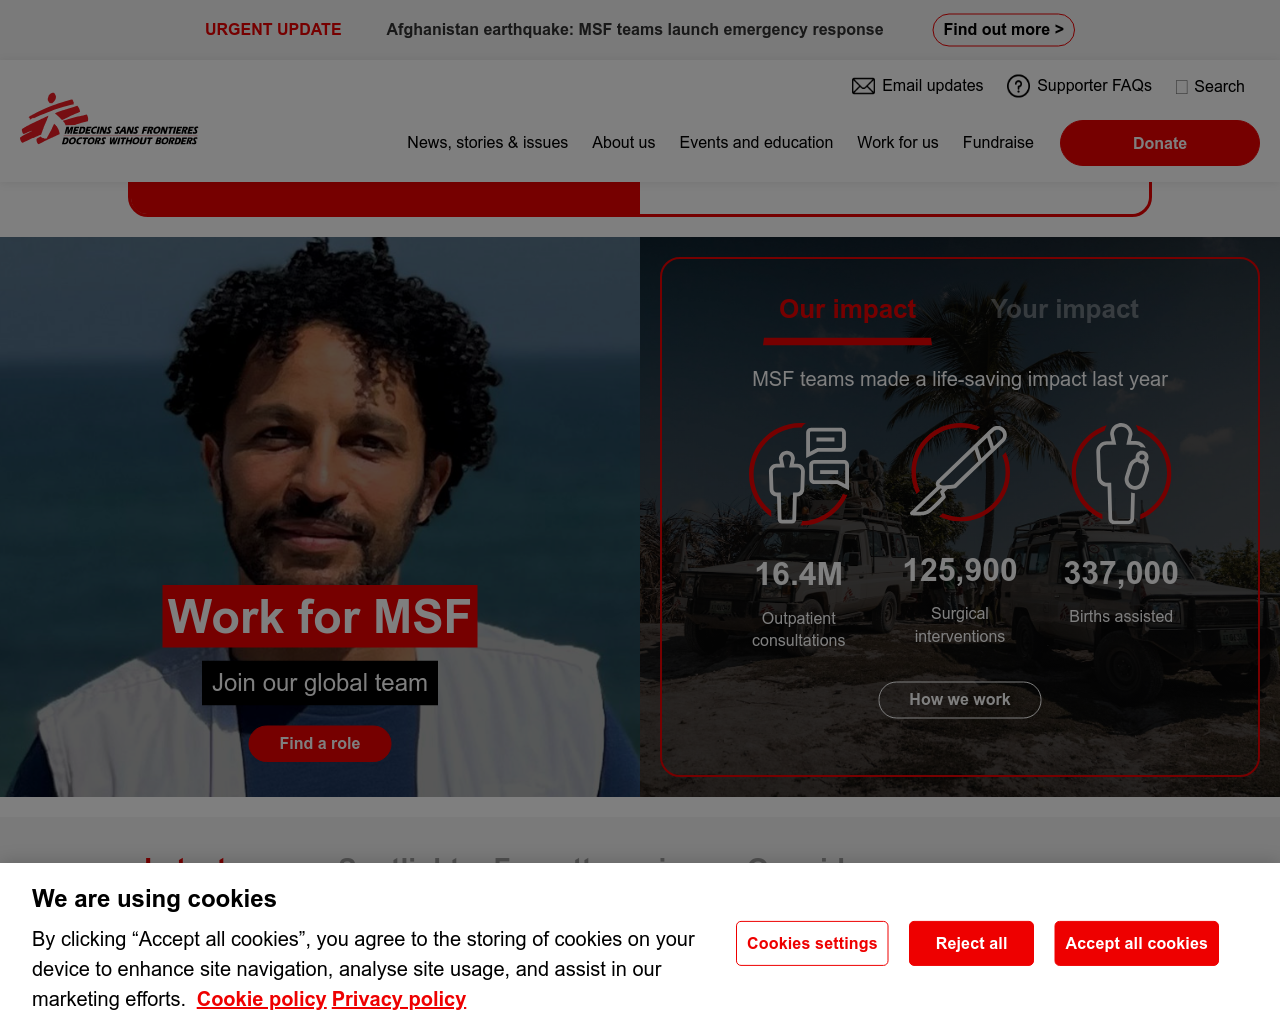 URGENT UPDATE Afghanistan earthquake: MSF teams launch emergency response Find out more >
Email updates Supporter FAQs Search
MEDECINS SANS FRONTIERES
DOCTORS WITHOUT BORDERS
News, stories & issues About us Events and education Work for us Fundraise Donate
Work for MSF
Join our global team
Find a role
Our impact Your impact
MSF teams made a life-saving impact last year
16.4M
Outpatient
consultations
125,900
Surgical
interventions
337,000
Births assisted
How we work
We are using cookies
By clicking “Accept all cookies”, you agree to the storing of cookies on your
device to enhance site navigation, analyse site usage, and assist in our
marketing efforts. Cookie policy Privacy policy
Cookies settings Reject all Accept all cookies